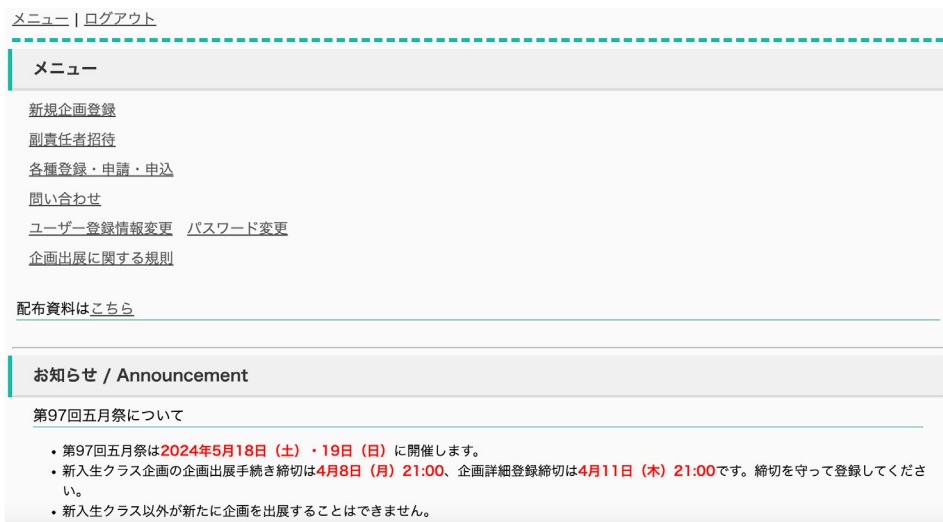 メニュー | ログアウト
メニュー
新規企画登録
副責任者招待
各種登録・申請・申込
問い合わせ
ユーザー登録情報変更　パスワード変更
企画出展に関する規則
配布資料はこちら
お知らせ / Announcement
第97回五月祭について
• 第97回五月祭は2024年5月18日（土）・19日（日）に開催します。
• 新入生クラス企画の企画出展手続き締切は4月8日（月）21:00、企画詳細登録締切は4月11日（木）21:00です。締切を守って登録してくださ
い。
• 新入生クラス以外が新たに企画を出展することはできません。